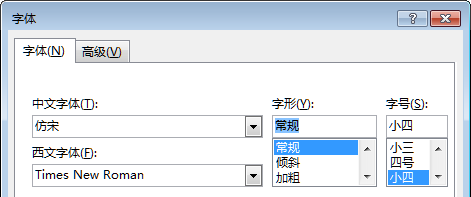 字体
字体(N) 高级(V)
中文字体(T): 字形(Y): 字号(S):
仿宋 常规 小四
西文字体(F): 常规 小三
Times New Roman 倾斜 四号
加粗 小四